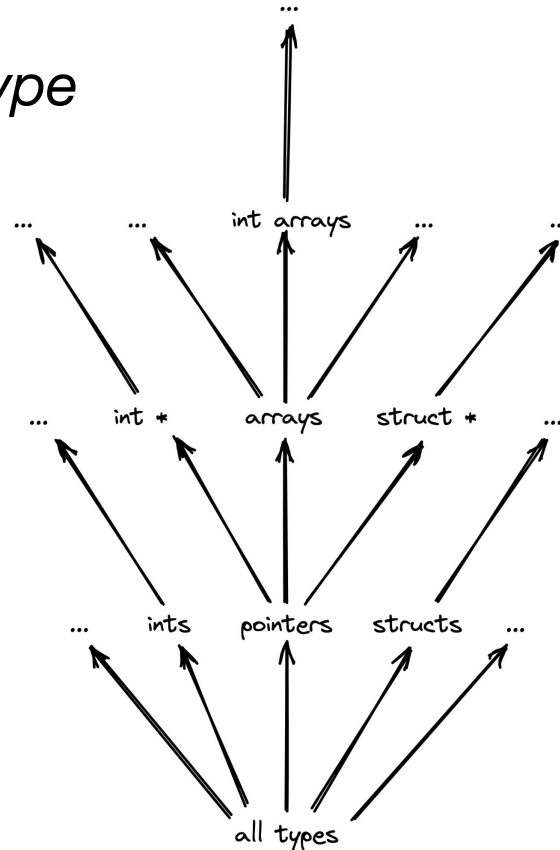 ...
ype
... ... int arrays ... ..
... int * arrays struct * ...
... ints pointers structs ...
all types